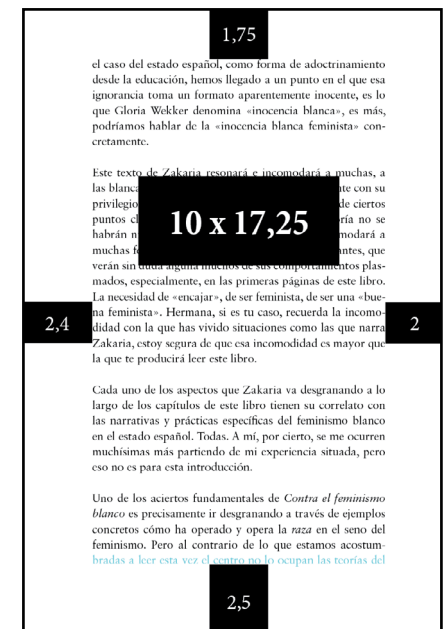 1,75
el caso del estado español, como forma de adoctrinamiento
desde la educación, hemos llegado a un punto en el que esa
ignorancia toma un formato aparentemente inocente, es lo
que Gloria Wekker denomina «inocencia blanca», es más,
podríamos hablar de la «inocencia blanca feminista» con-
cretamente.
Este texto de Zakaria resonará e incomodará a muchas, a
las blanca nte con su
privilegio de ciertos
puntos ría no se
habrán modará a
muchas antes, que
10 x 17,25
verán sin duda alguna muchos de sus comportamientos plas-
mados, especialmente, en las primeras páginas de este libro.
La necesidad de «encajar», de ser feminista, de ser una «bue-
na feminista». Hermana, si es tu caso, recuerda la incomo-
didad con la que has vivido situaciones como las que narra
Zakaria, estoy segura de que esa incomodidad es mayor que
la que te producirá leer este libro.
2,4
2
Cada uno de los aspectos que Zakaria va desgranando a lo
largo de los capítulos de este libro tienen su correlato con
las narrativas y prácticas específicas del feminismo blanco
en el estado español. Todas. A mí, por cierto, se me ocurren
muchísimas más partiendo de mi experiencia situada, pero
eso no es para esta introducción.
Uno de los aciertos fundamentales de Contra el feminismo
blanco es precisamente ir desgranando a través de ejemplos
concretos cómo ha operado y opera la raza en el seno del
feminismo. Pero al contrario de lo que estamos acostum-
bradas a leer esta vez el centro no lo ocupan las teorías del
2,5